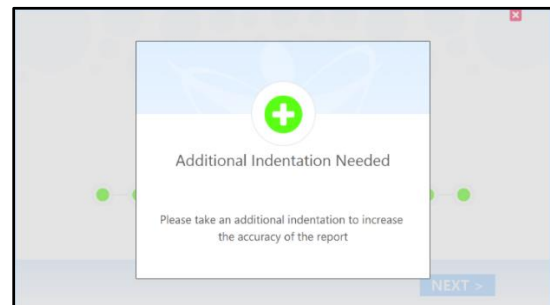 Additional Indentation Needed
Please take an additional indentation to increase
the accuracy of the report
NEXT >